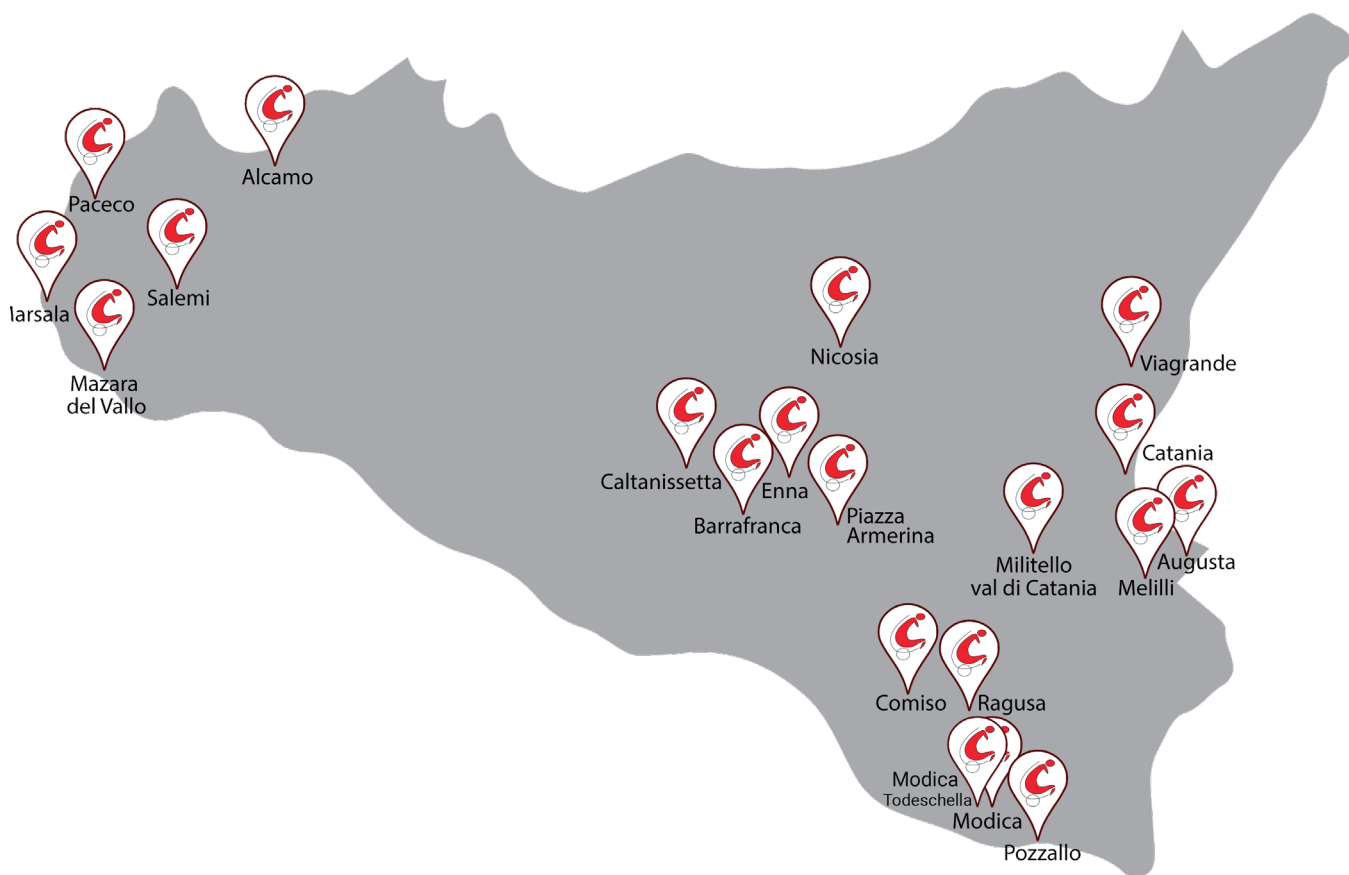 Alcamo
Paceco
Salemi
larsala
Mazara
del Vallo
Nicosia
Viagrande
Caltanissetta
Enna
Barrafranca
Piazza
Armerina
Catania
Militello
val di Catania
Augusta
Melilli
Comiso
Ragusa
Modica
Todeschella
Modica
Pozzallo